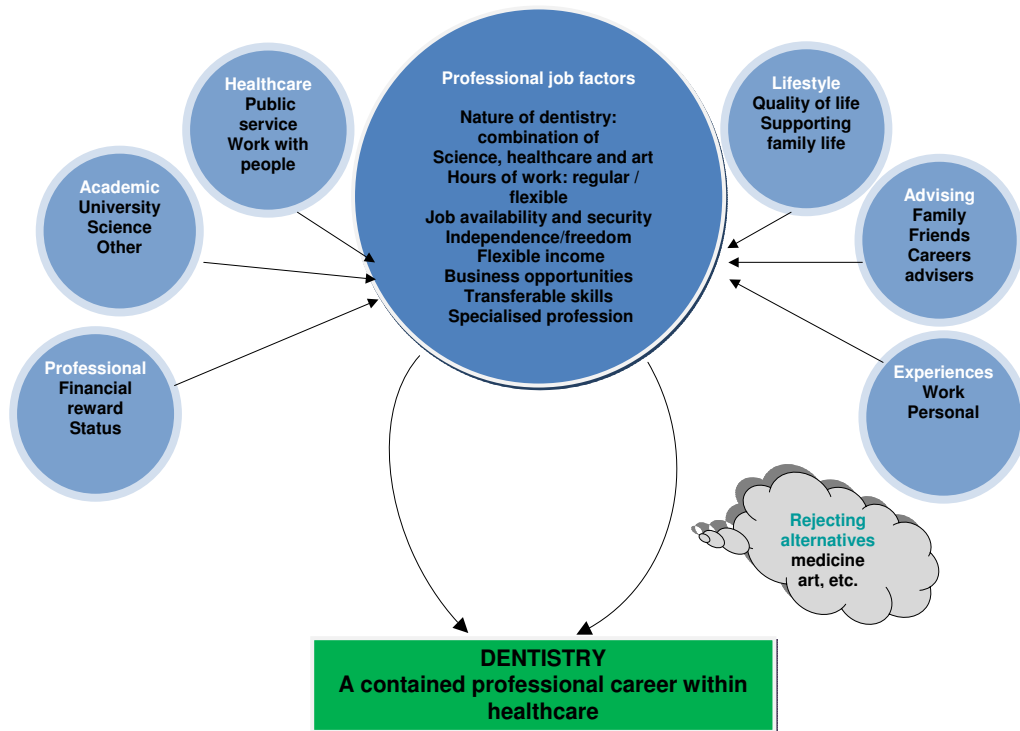 Healthcare
Public
service
Work with
people
Academic
University
Science
Other
Professional
Financial
reward
Status
Professional job factors
Nature of dentistry:
combination of
Science, healthcare and art
Hours of work: regular /
flexible
Job availability and security
Independence/freedom
Flexible income
Business opportunities
Transferable skills
Specialised profession
Lifestyle
Quality of life
Supporting
family life
Advising
Family
Friends
Careers
advisers
Experiences
Work
Personal
Rejecting
alternatives
medicine
art, etc.
DENTISTRY
A contained professional career within
healthcare